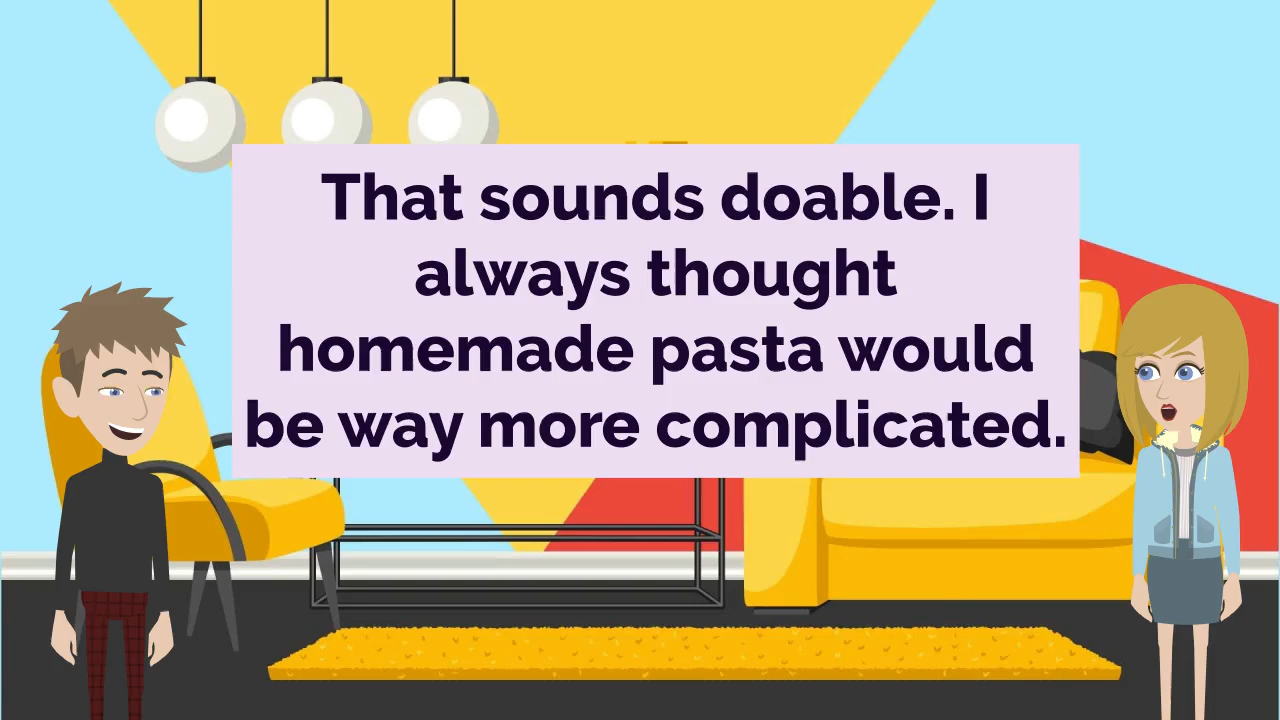 That sounds doable. I
always thought
homemade pasta would
be way more complicated.